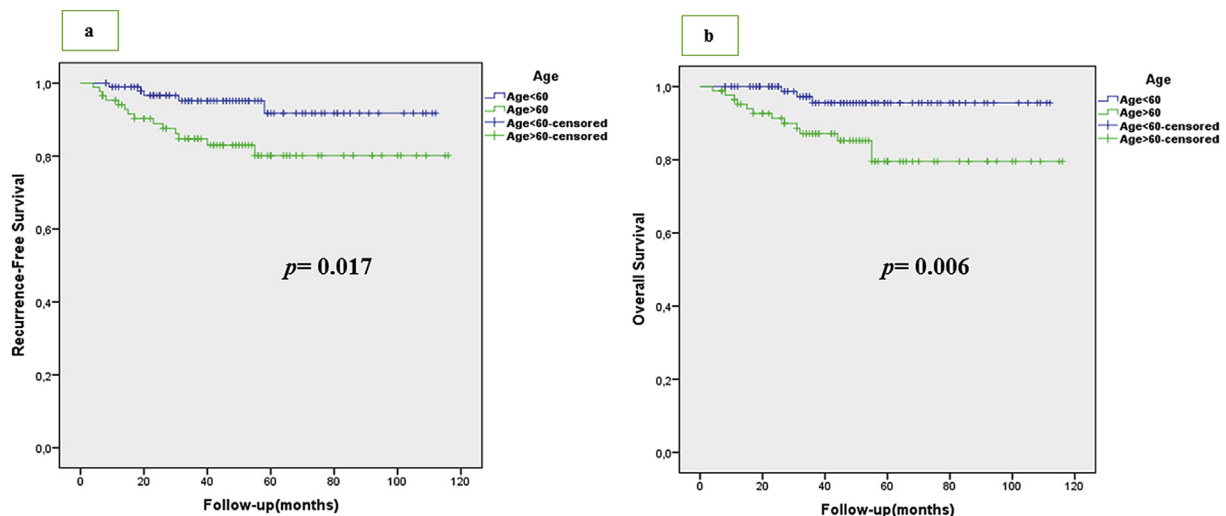 a
1,0
0,8
0,6
0,4
0,2
0,0
Recurrence-Free Survival
0 20 40 60 80 100 120
Follow-up(months)
p= 0.017
Age
Age<60
Age>60
Age<60-censored
Age>60-censored
b
1,0
0,8
0,6
0,4
0,2
0,0
Overall Survival
0 20 40 60 80 100 120
Follow-up(months)
p= 0.006
Age
Age<60
Age>60
Age<60-censored
Age>60-censored